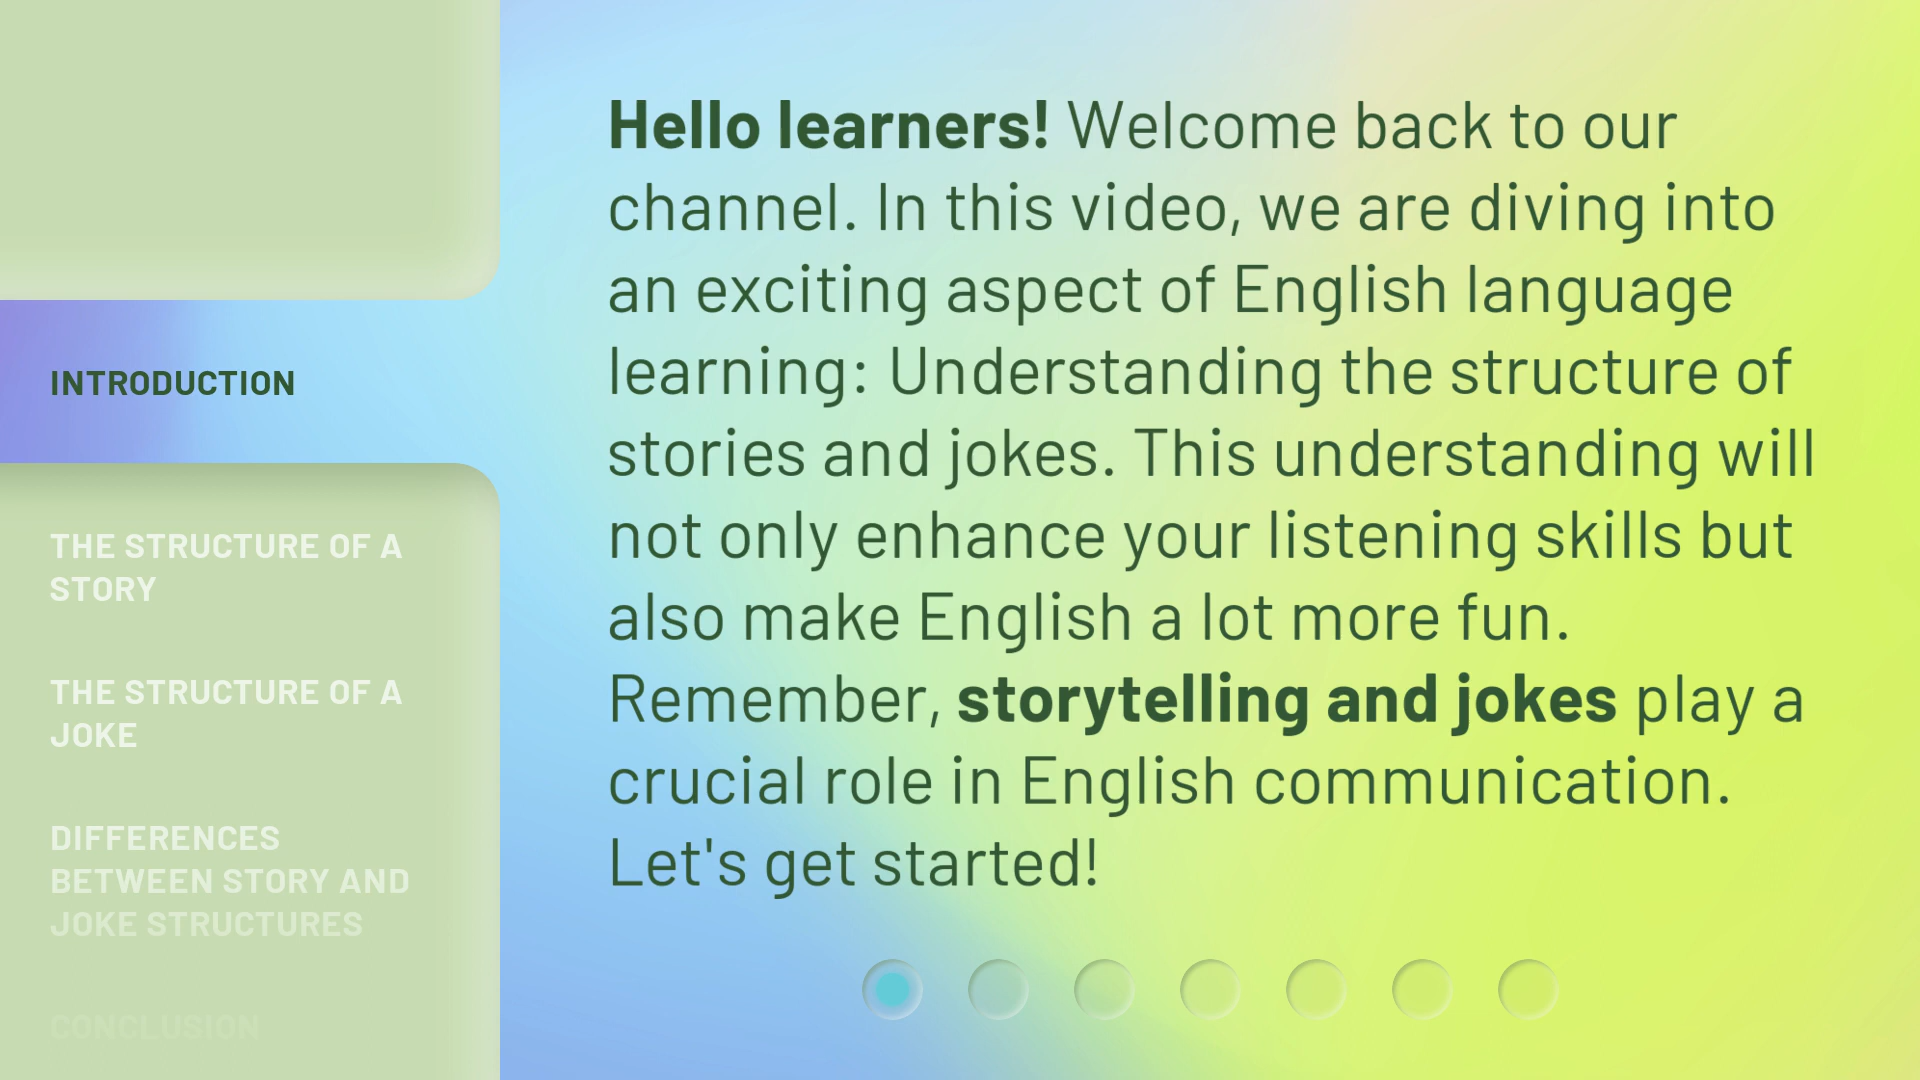 INTRODUCTION
THE STRUCTURE OF A
STORY
THE STRUCTURE OF A
JOKE
DIFFERENCES
BETWEEN STORY AND
JOKE STRUCTURES
CONCLUSION
Hello learners! Welcome back to our
channel. In this video, we are diving into
an exciting aspect of English language
learning: Understanding the structure of
stories and jokes. This understanding will
not only enhance your listening skills but
also make English a lot more fun.
Remember, storytelling and jokes play a
crucial role in English communication.
Let's get started!